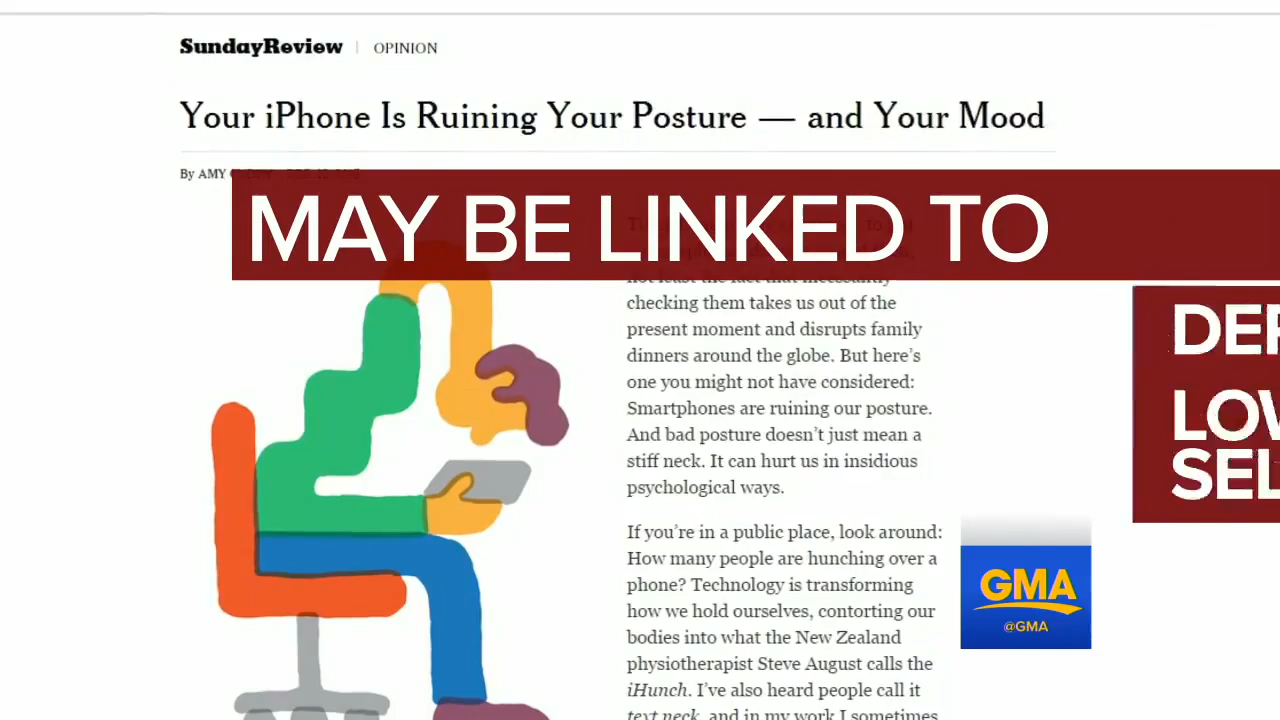 SundayReview | OPINION
Your iPhone Is Ruining Your Posture — and Your Mood
By AMY
MAY BE LINKED TO
checking them takes us out of the
present moment and disrupts family
dinners around the globe. But here’s
one you might not have considered:
Smartphones are ruining our posture.
And bad posture doesn’t just mean a
stiff neck. It can hurt us in insidious
psychological ways.
If you’re in a public place, look around:
How many people are hunching over a
phone? Technology is transforming
how we hold ourselves, contorting our
bodies into what the New Zealand
physiotherapist Steve August calls the
iHunch. I’ve also heard people call it
text neck, and in my work I sometimes
DEP
LOW
SEL
GMA
@GMA